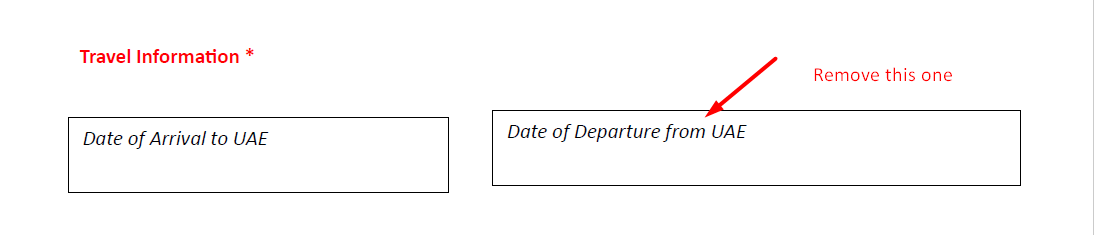 Travel Information *
Remove this one
Date of Arrival to UAE
Date of Departure from UAE